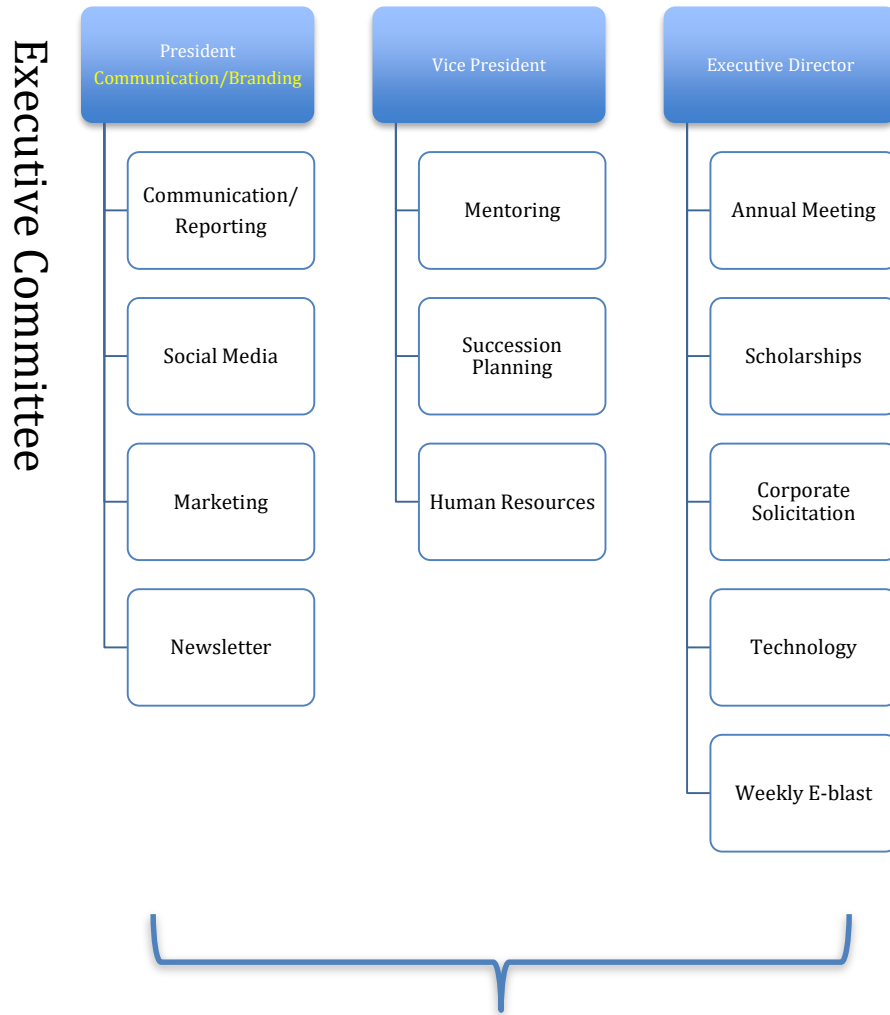 Executive Committee
President
Communication/Branding
Communication/
Reporting
Social Media
Marketing
Newsletter
Vice President
Mentoring
Succession
Planning
Human Resources
Executive Director
Annual Meeting
Scholarships
Corporate
Solicitation
Technology
Weekly E-blast